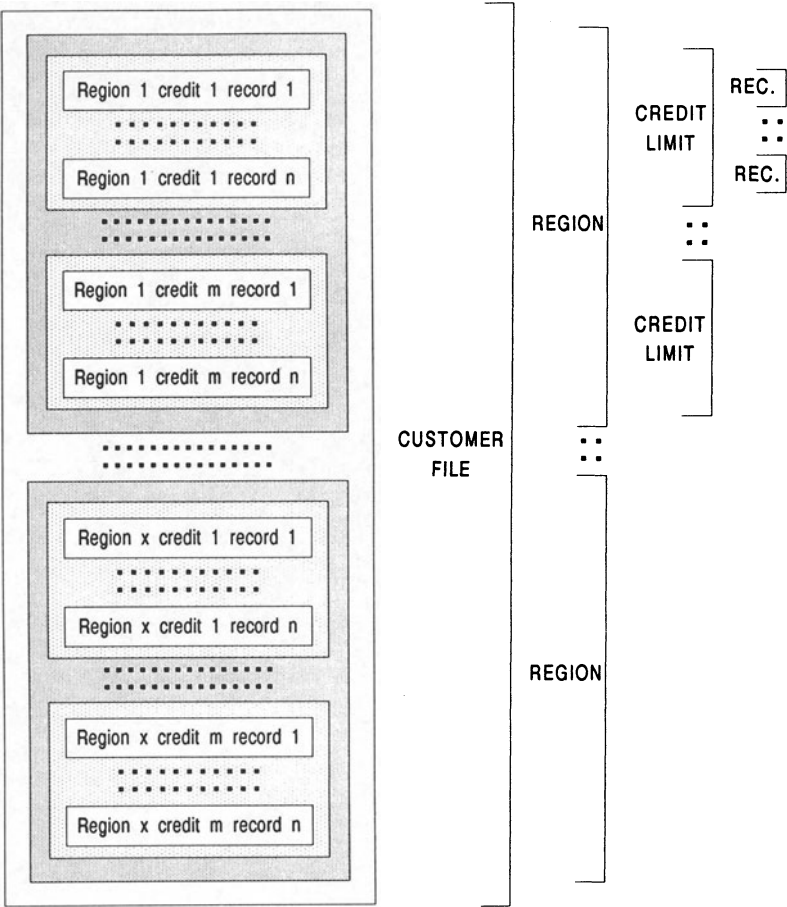 Region 1 credit 1 record 1
Region 1 credit 1 record n
Region 1 credit m record 1
Region 1 credit m record n
Region x credit 1 record 1
Region x credit 1 record n
Region x credit m record 1
Region x credit m record n
CUSTOMER
FILE
REGION
REGION
CREDIT
LIMIT
CREDIT
LIMIT
REC.
REC.